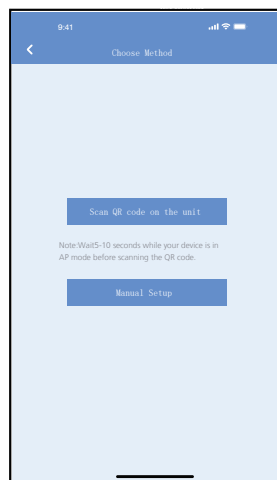 9:41
Choose Method
Scan QR code on the unit
Note:Wait5-10 seconds while your device is in
AP mode before scanning the QR code.
Manual Setup